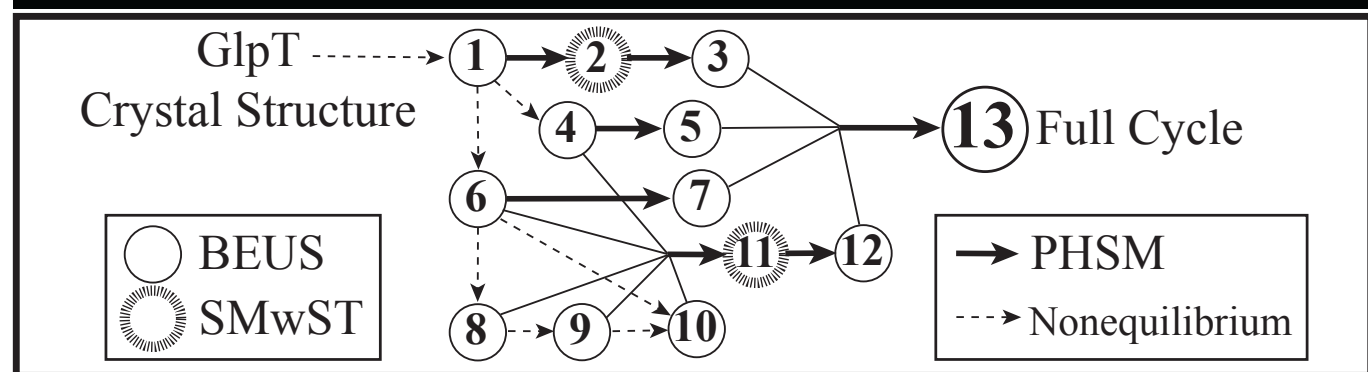 GlpT
Crystal Structure
1
2
3
4
5
13
Full Cycle
6
7
11
12
8
9
10
BEUS
SMwST
PHSM
Nonequilibrium